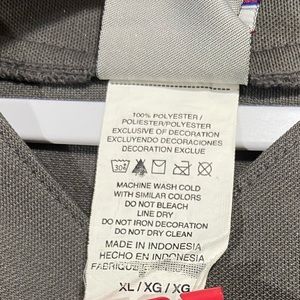 100% POLYESTER /
POLIESTER/POLYESTER
EXCLUSIVE OF DECORATION
EXCLUYENDO DECORACIONES
DECORATION EXCLUE
MACHINE WASH COLD
WITH SIMILAR COLORS
DO NOT BLEACH
LINE DRY
DO NOT IRON DECORATION
DO NOT DRY CLEAN
MADE IN INDONESIA
HECHO EN INDONESIA
XL / XG / XG